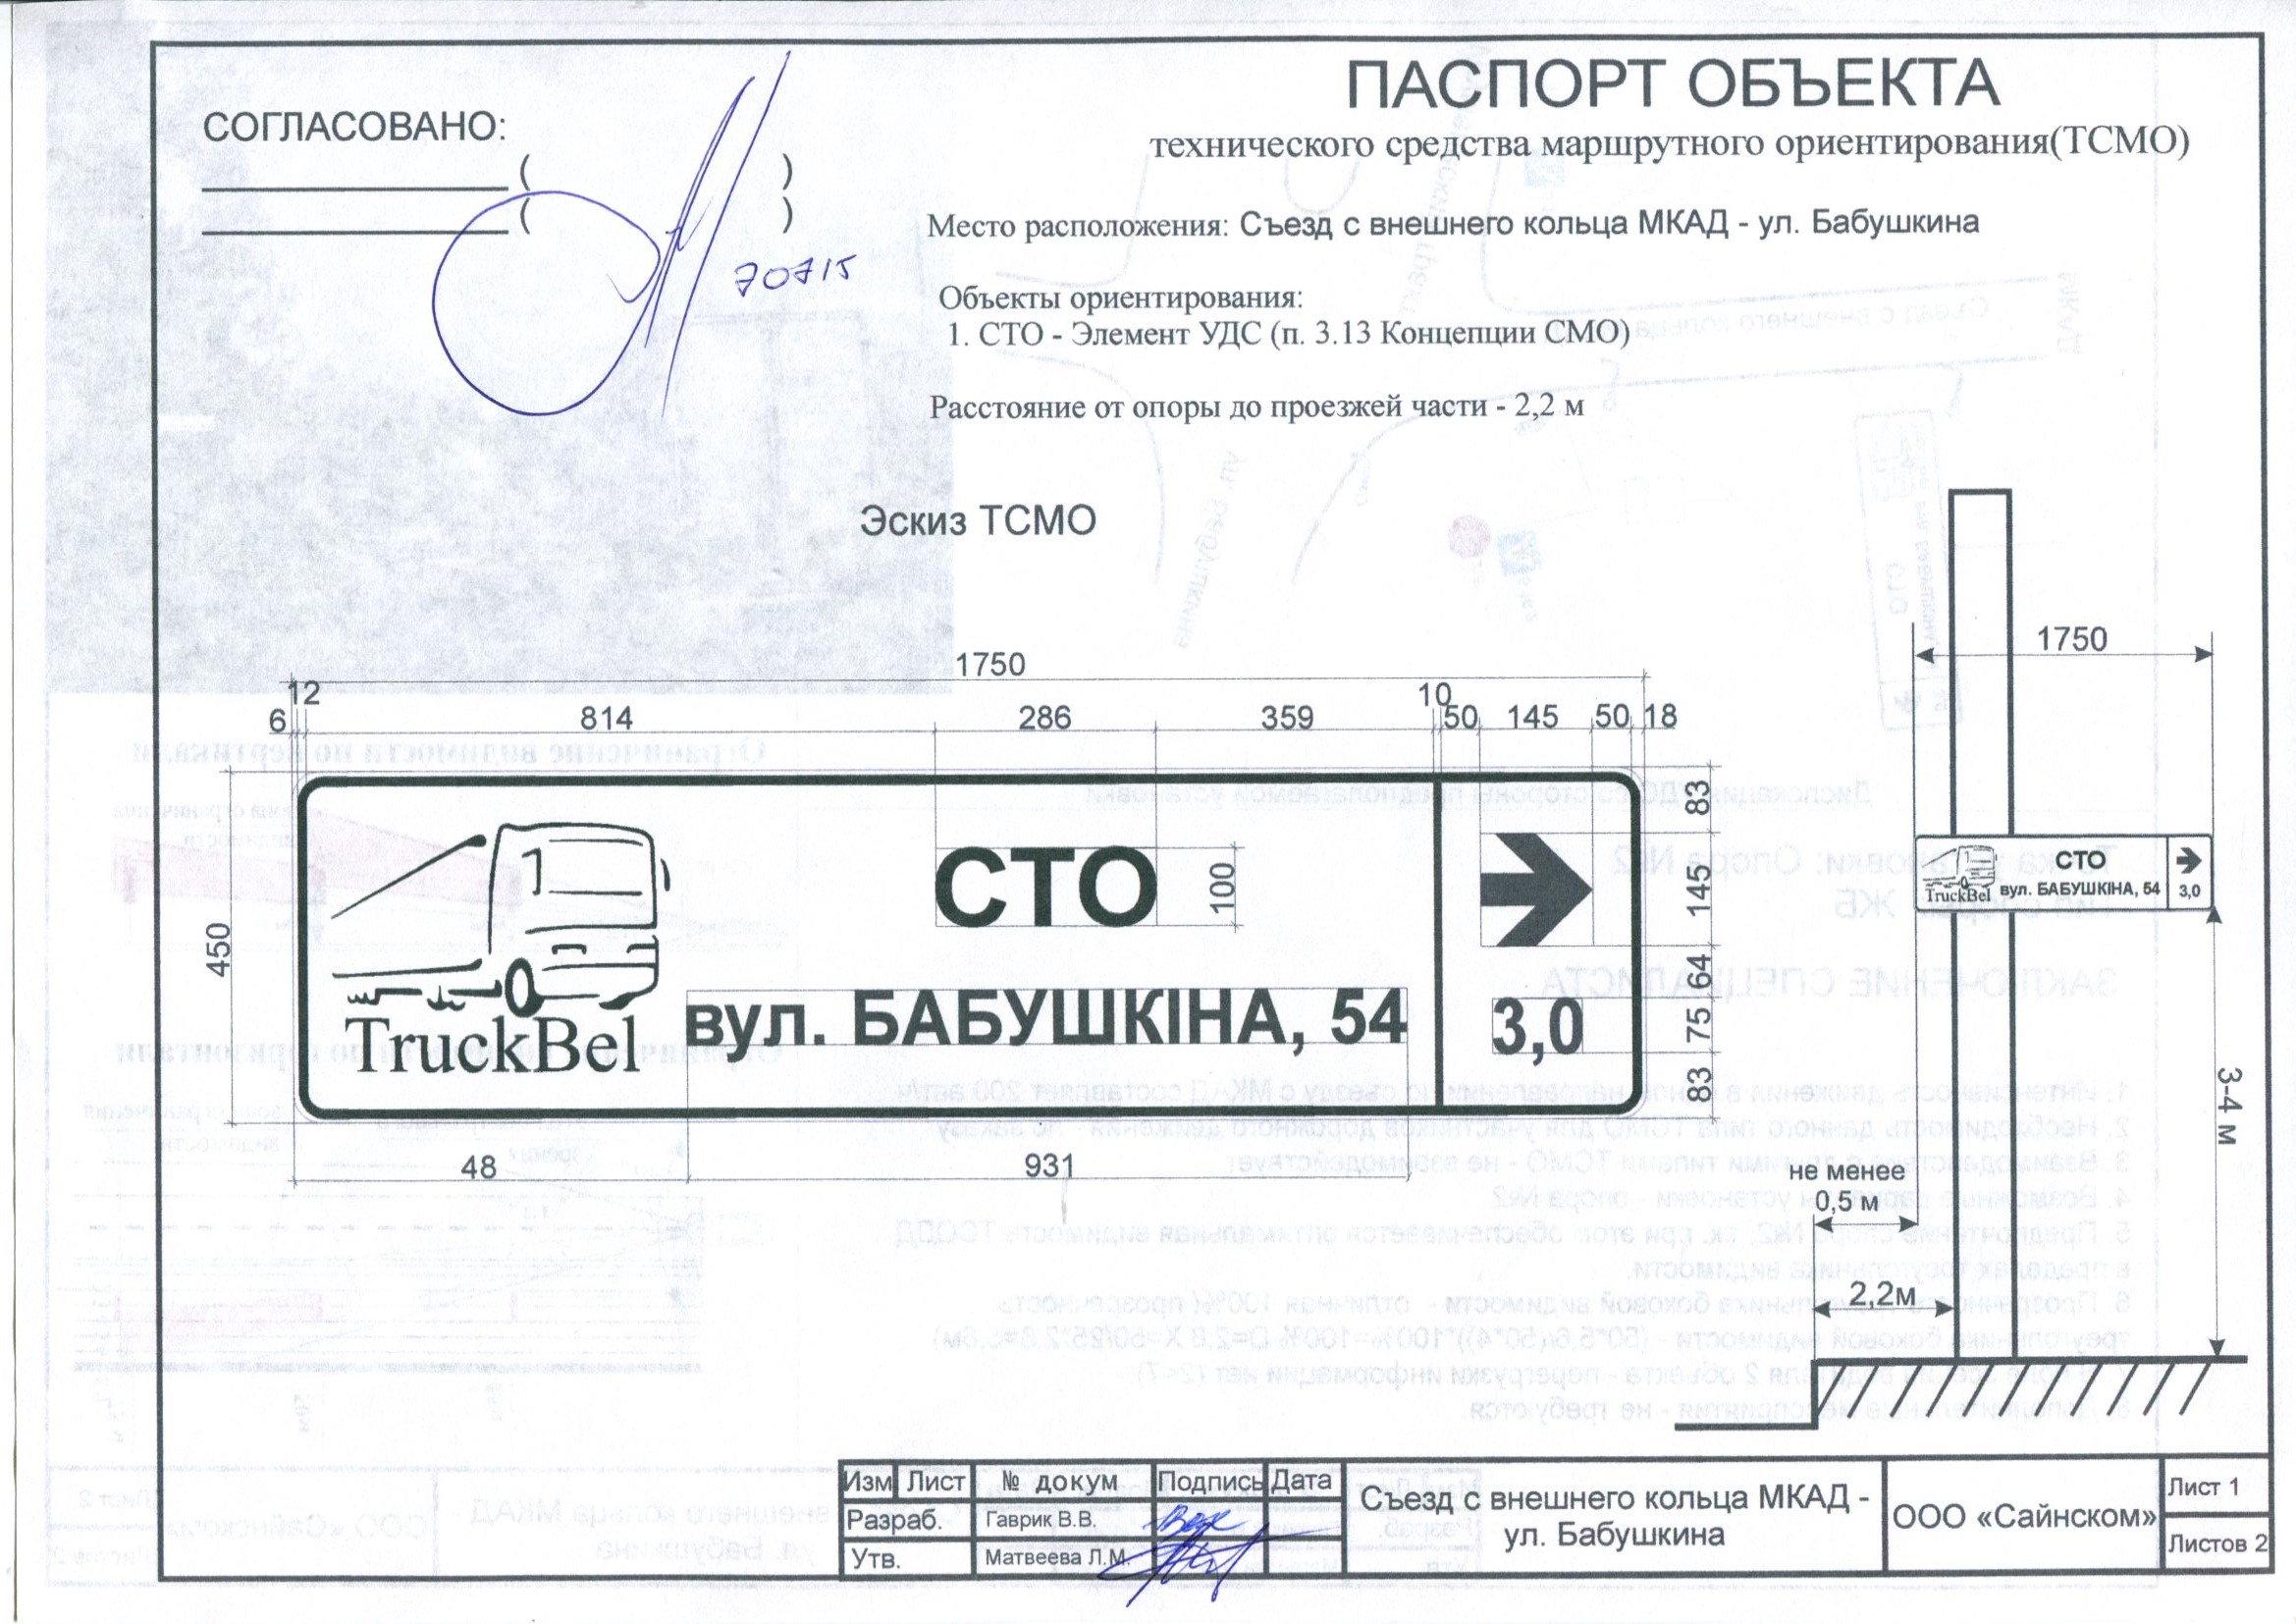 ПАСПОРТ ОБЪЕКТА
технического средства маршрутного ориентирования(ТСМО)
СОГЛАСОВАНО:
( )
( )
70715
Место расположения: Съезд с внешнего кольца МКАД - ул. Бабушкина
Объекты ориентирования:
1. СТО - Элемент УДС (п. 3.13 Концепции СМО)
Расстояние от опоры до проезжей части - 2,2 м
Эскиз ТСМО
1750
12 10
6 814 286 359 50 145 50 18
450
СТО
100
TruckBel
вул. БАБУШКІНА, 54
3,0
83
145
64
75
83
48 931
1750
СТО
TruckBel вул. БАБУШКІНА, 54
3,0
3-4 м
не менее
0,5 м
2,2м
Изм Лист № докум Подпись Дата
Разраб. Гаврик В.В.
Утв. Матвеева Л.М.
Съезд с внешнего кольца МКАД -
ул. Бабушкина
ООО «Сайнском»
Лист 1
Листов 2